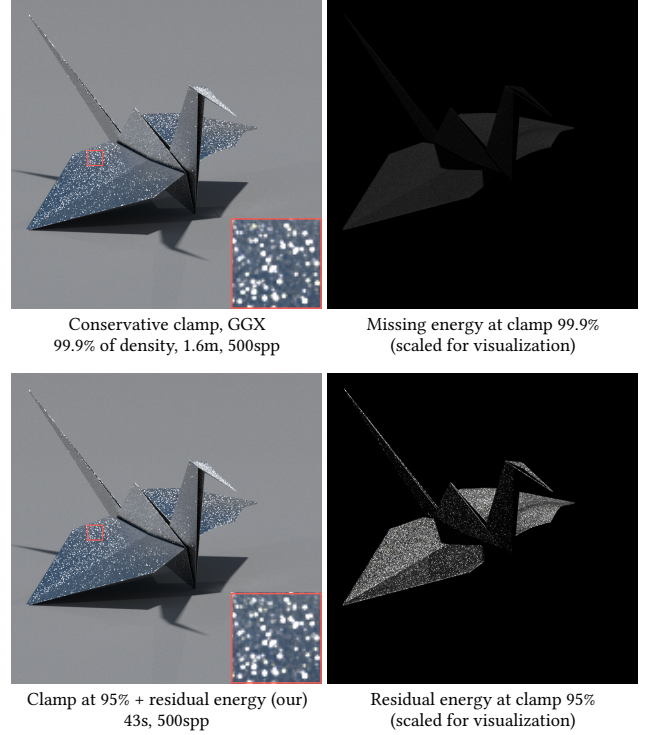 Conservative clamp, GGX
99.9% of density, 1.6m, 500spp
Missing energy at clamp 99.9%
(scaled for visualization)
Clamp at 95% + residual energy (our)
43s, 500spp
Residual energy at clamp 95%
(scaled for visualization)